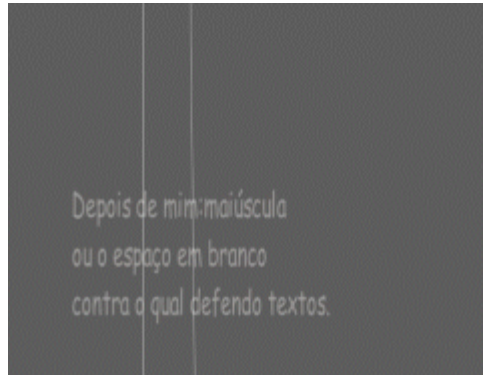 Depois de mim:maiúscula
ou o espaço em branco
contra o qual defendo textos.